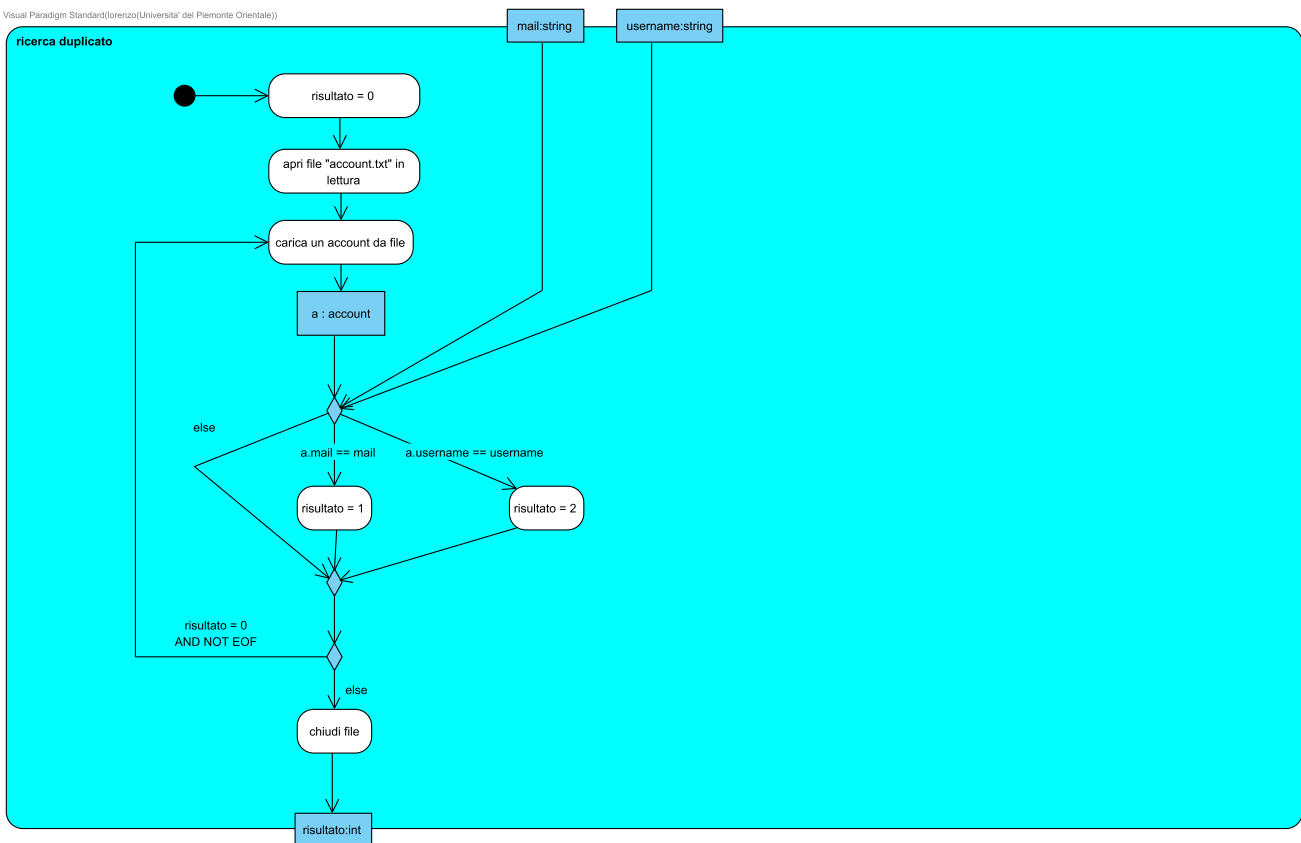 Visual Paradigm Standard(lorenzo(Universita' del Piemonte Orientale))
mail:string
username:string
ricerca duplicato
risultato = 0
apri file "account.txt" in
lettura
carica un account da file
a : account
else
a.mail == mail
a.username == username
risultato = 1
risultato = 2
risultato = 0
AND NOT EOF
else
chiudi file
risultato:int